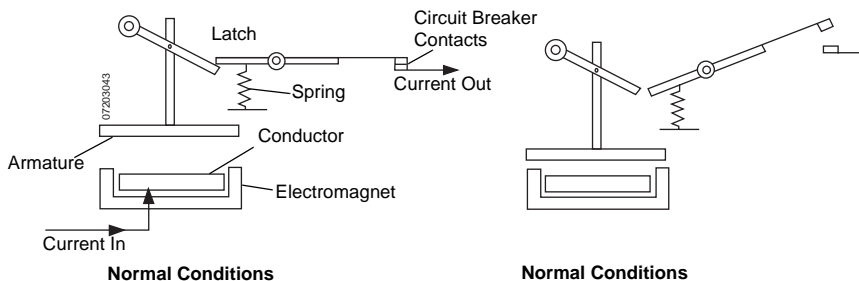 Circuit Breaker
Contacts
Latch
Current Out
Spring
07203043
Conductor
Armature
Electromagnet
Current In
Normal Conditions
Normal Conditions